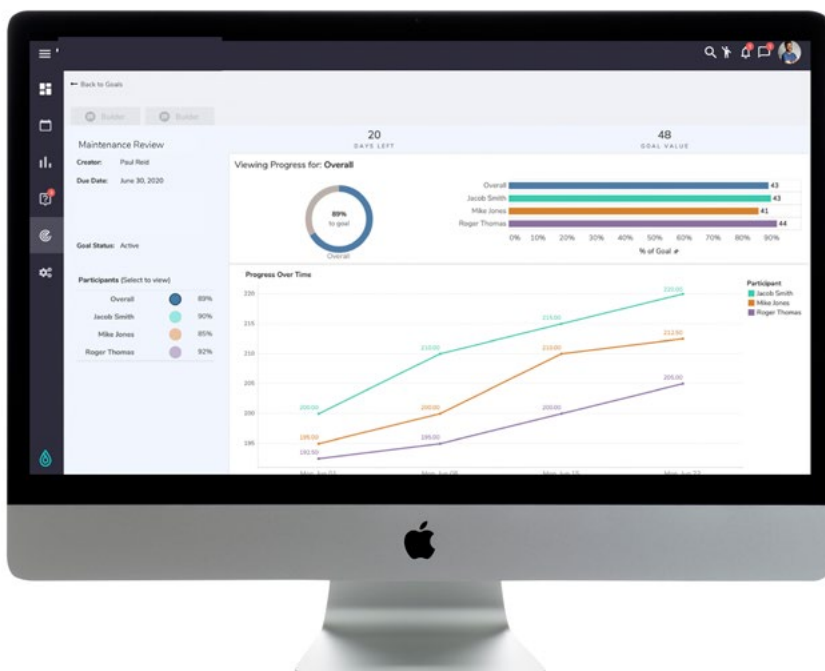 Back to Goals
Builder Builder
Maintenance Review
Creator: Paul Reid
Due Date: June 30, 2020
Goal Status: Active
Participants (Select to view)
Overall 89%
Jacob Smith 90%
Mike Jones 85%
Roger Thomas 92%
20
DAYS LEFT
48
GOAL VALUE
Viewing Progress for: Overall
89%
to goal
Overall
Overall 43
Jacob Smith 43
Mike Jones 41
Roger Thomas 44
0% 10% 20% 30% 40% 50% 60% 70% 80% 90%
% of Goal
Progress Over Time
220
215
210
205
200
195
200.00 210.00 215.00 220.00
195.00 200.00 210.00 212.50
192.50 195.00 200.00 205.00
Participant
Jacob Smith
Mike Jones
Roger Thomas